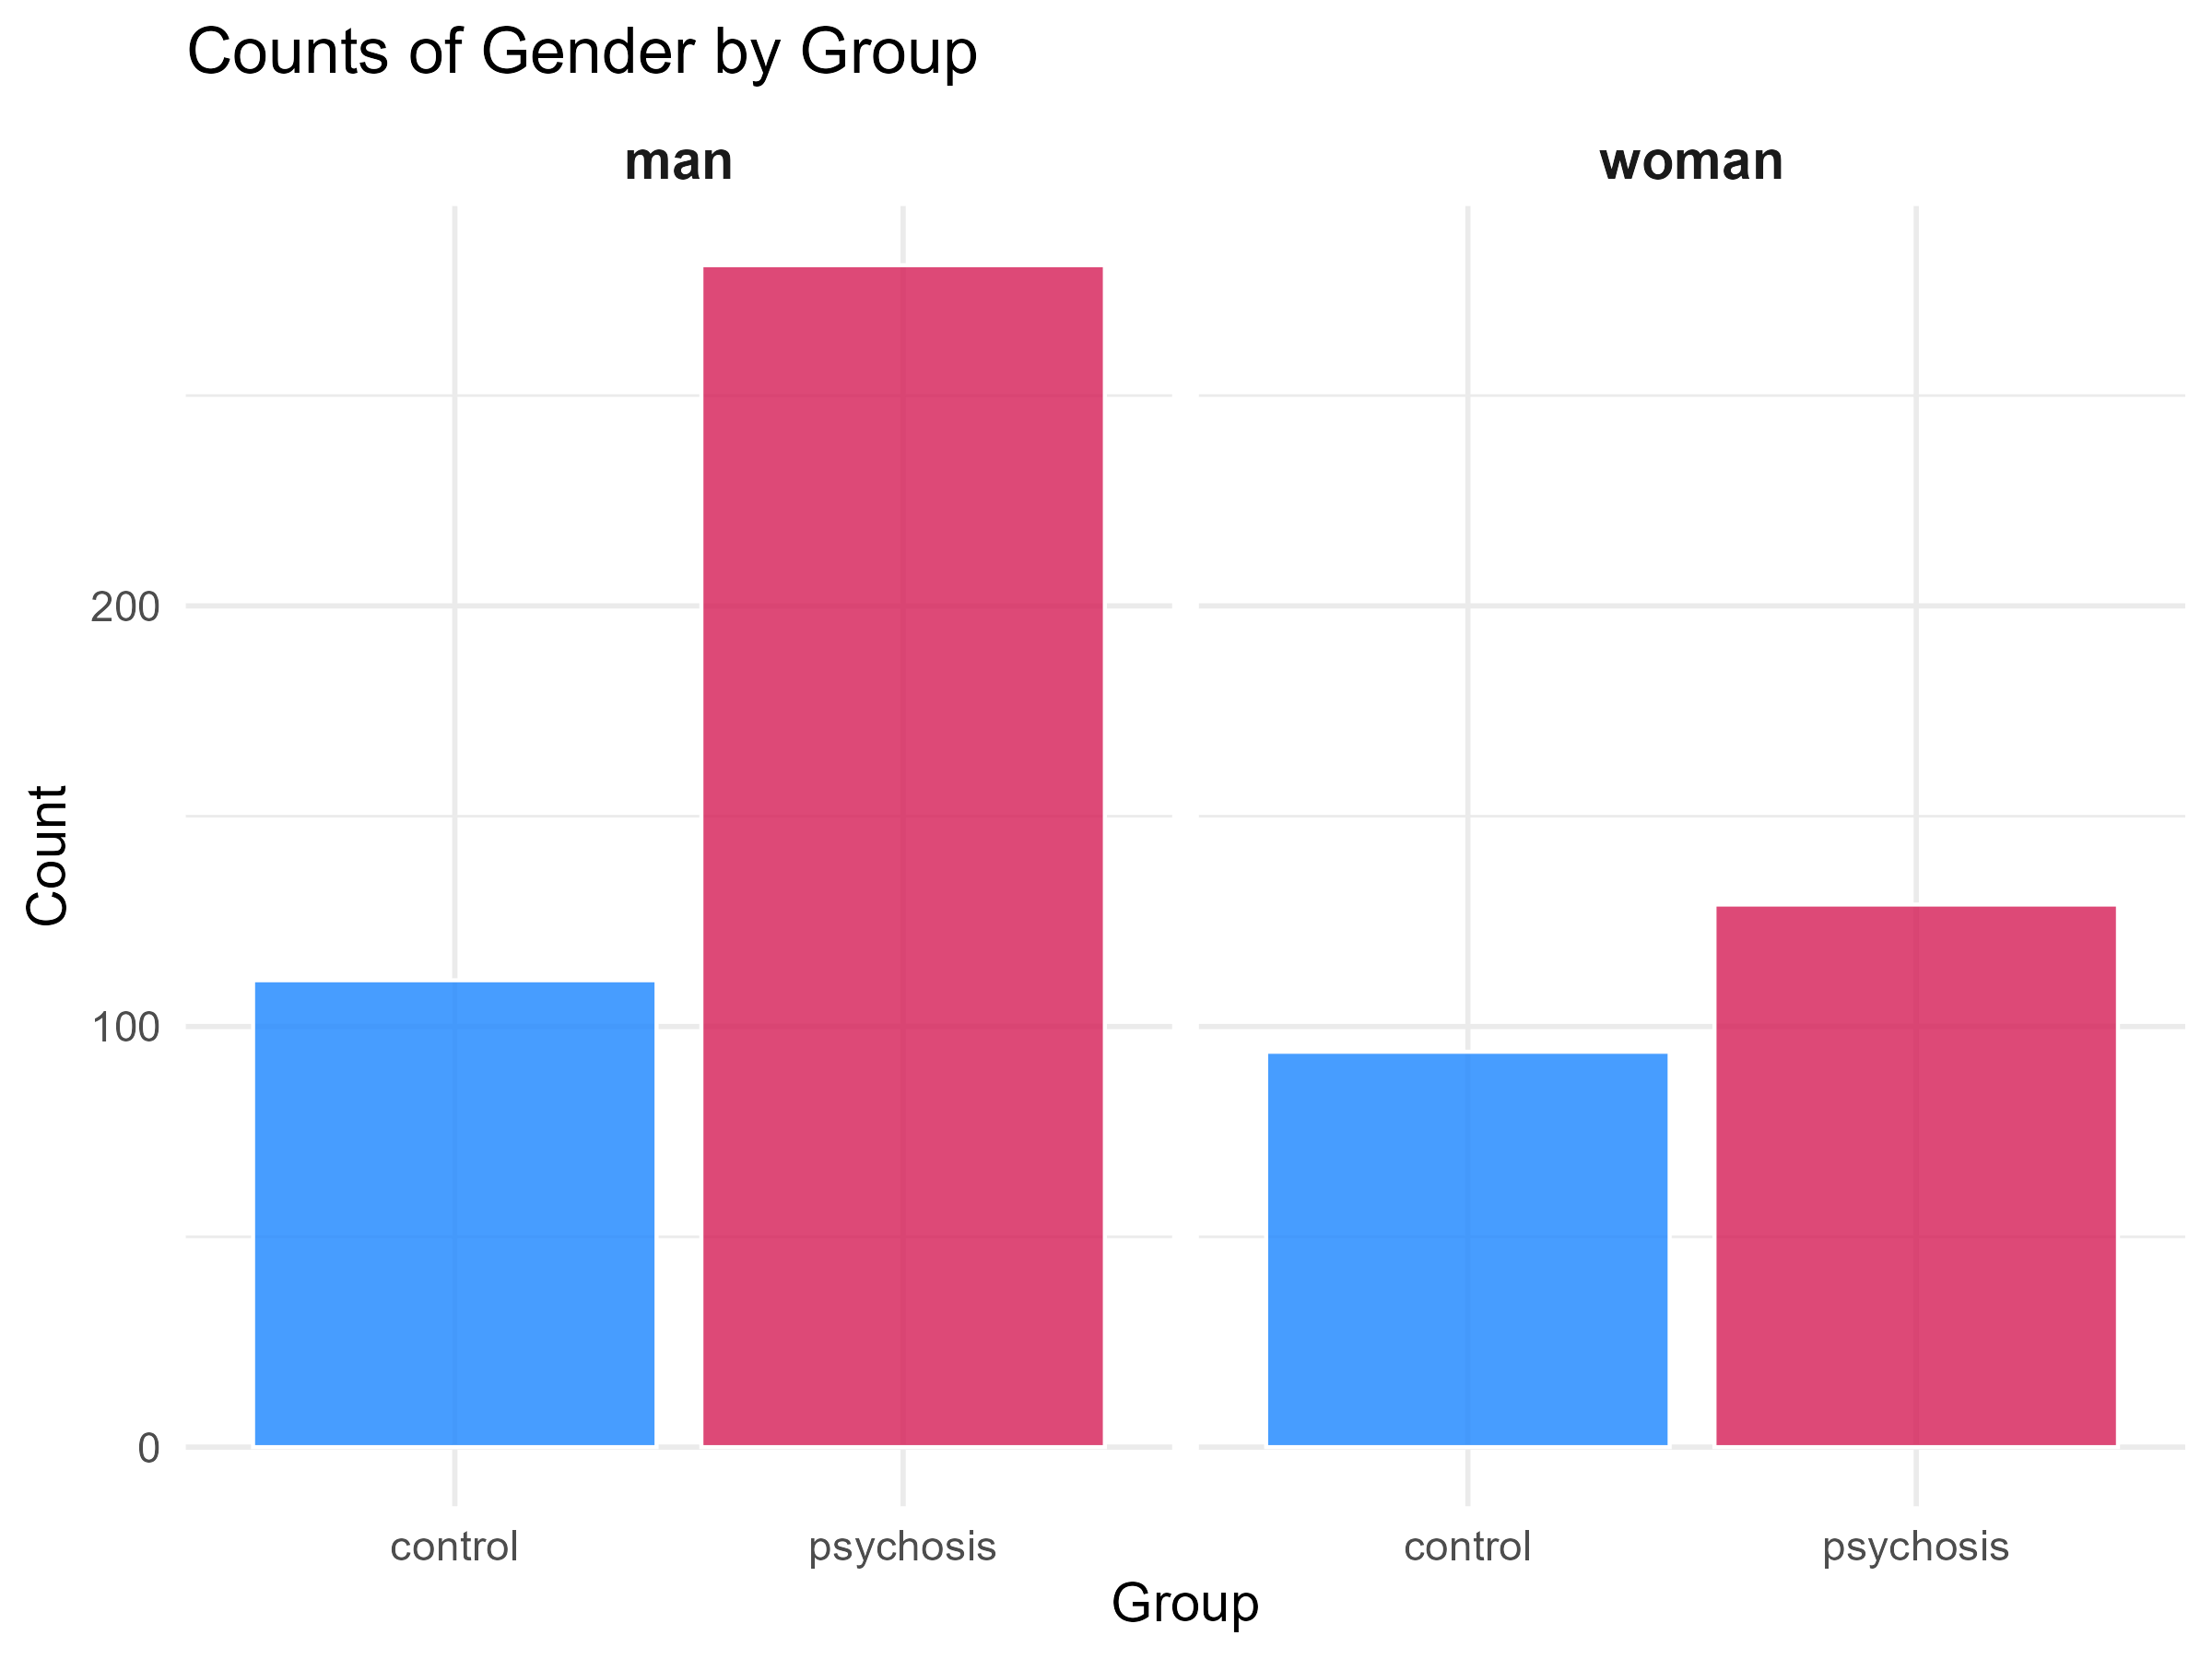 Counts of Gender by Group
man
woman
200
100
0
Count
control
psychosis
control
psychosis
Group